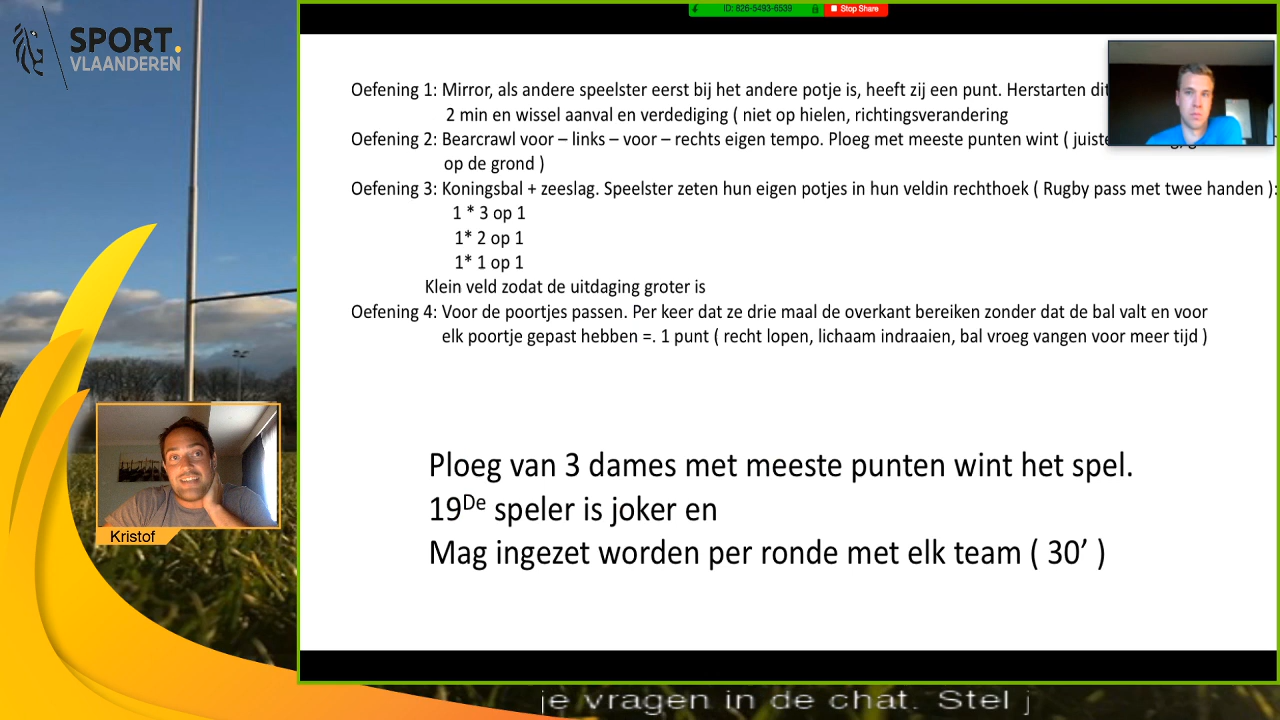 SPORT.
VLAANDEREN
ID: 826-5493-6539
Stop Share
Oefening 1: Mirror, als andere speelster eerst bij het andere potje is, heeft zij een punt. Herstarten dit
2 min en wissel aanval en verdediging ( niet op hielen, richtingsverandering
Oefening 2: Bearcrawl voor – links – voor – rechts eigen tempo. Ploeg met meeste punten wint ( juiste
op de grond )
Oefening 3: Koningsbal + zeeslag. Speelster zeten hun eigen potjes in hun veldin rechthoek ( Rugby pass met twee handen ):
1 * 3 op 1
1* 2 op 1
1* 1 op 1
Klein veld zodat de uitdaging groter is
Oefening 4: Voor de poortjes passen. Per keer dat ze drie maal de overkant bereiken zonder dat de bal valt en voor
elk poortje gepast hebben =. 1 punt ( recht lopen, lichaam indraaien, bal vroeg vangen voor meer tijd )
Ploeg van 3 dames met meeste punten wint het spel.
19De speler is joker en
Mag ingezet worden per ronde met elk team ( 30’ )
Kristof
je vragen in de chat. Stel j